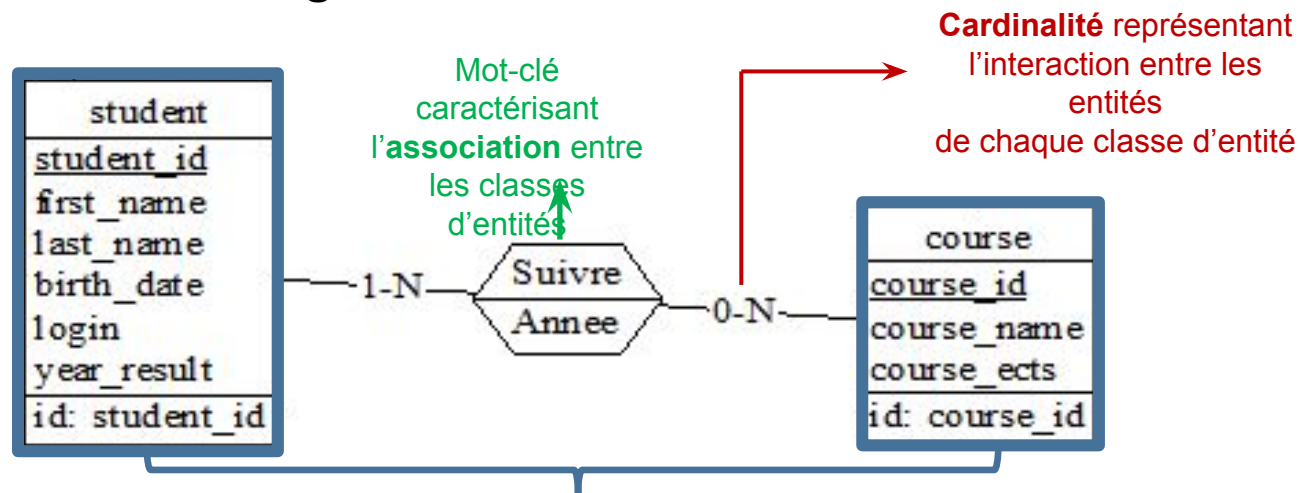 g
Cardinalité représentant
l'interaction entre les
entités
de chaque classe d'entité
Mot-clé
caractérisant
l'association entre
les classes
d'entités
student
student_id
first_name
last_name
birth_date
login
year_result
id: student_id
1-N
Suivre
Annee
0-N
course
course_id
course_name
course_ects
id: course_id